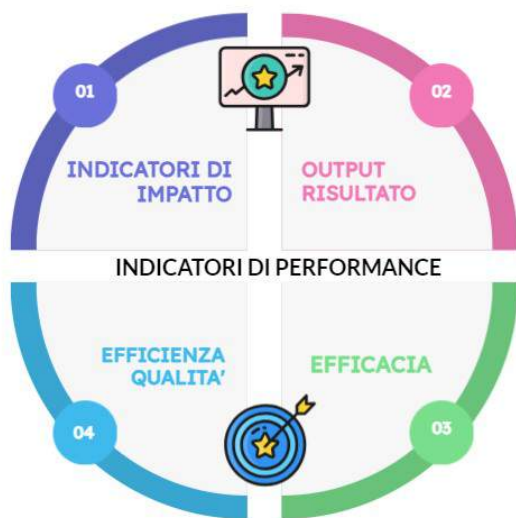 01
02
INDICATORI DI
IMPATTO
OUTPUT
RISULTATO
INDICATORI DI PERFORMANCE
EFFICIENZA
QUALITA'
EFFICACIA
04
03